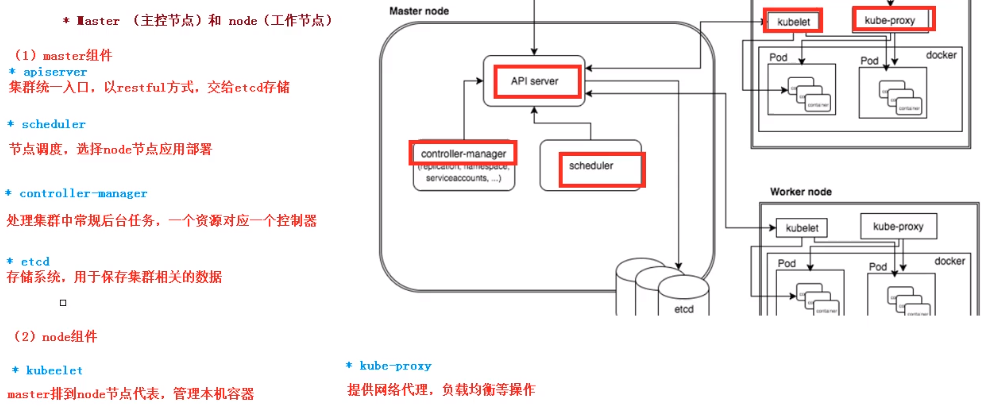 * Master （主控节点）和 node（工作节点）
（1）master组件
* apiserver
集群统一入口，以restful方式，交给etcd存储
* scheduler
节点调度，选择node节点应用部署
* controller-manager
处理集群中常规后台任务，一个资源对应一个控制器
* etcd
存储系统，用于保存集群相关的数据
（2）node组件
* kubeelet
master排到node节点代表，管理本机容器
* kube-proxy
提供网络代理，负载均衡等操作
Master node
API server
controller-manager
(replication, namespace,
serviceaccounts, ...)
scheduler
etcd
kubelet
kube-proxy
docker
Pod
Pod
container
container
Worker node
kubelet
kube-proxy
docker
Pod
Pod
container
container